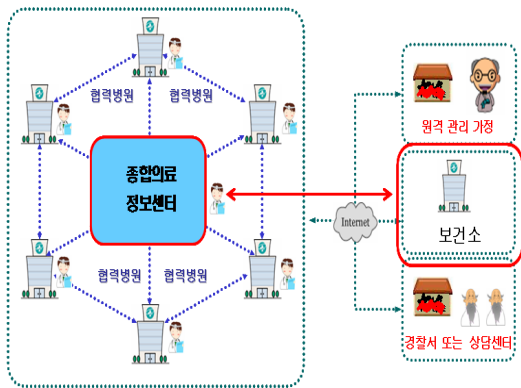 협력병원
협력병원
종합의료
정보센터
협력병원
협력병원
원격 관리 가정
Internet
보건소
경찰서 또는 상담센터